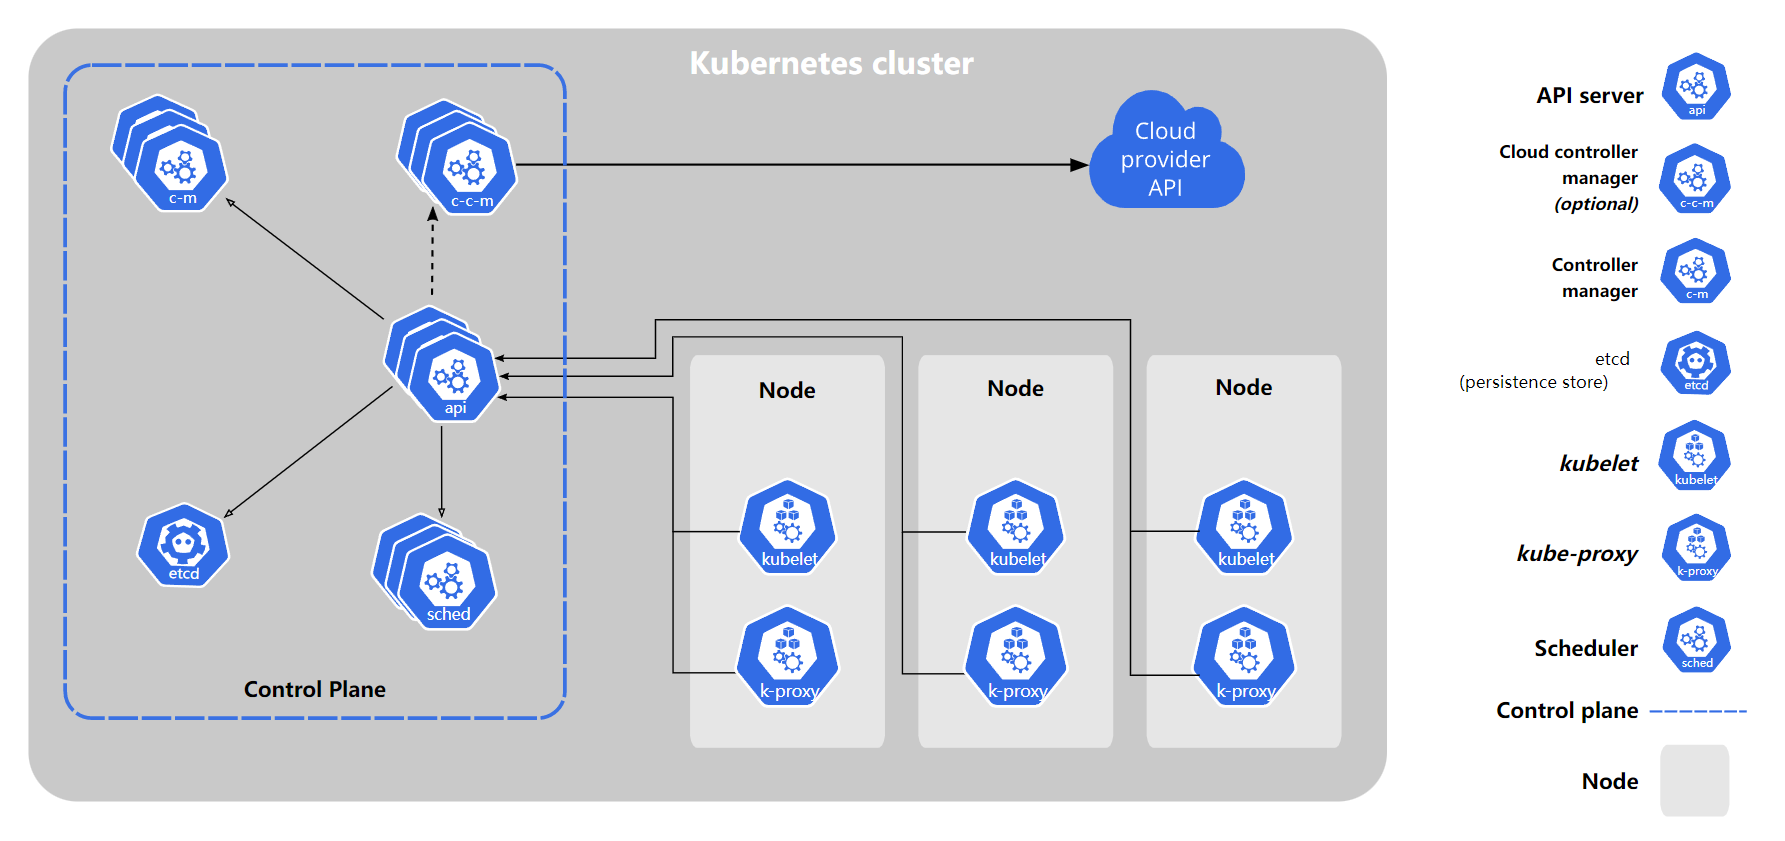 Kubernetes cluster
c-m
c-c-m
Cloud
provider
API
api
etcd
sched
Control Plane
Node
kubelet
k-proxy
Node
kubelet
k-proxy
Node
kubelet
k-proxy
API server
api
Cloud controller
manager
(optional)
c-c-m
Controller
manager
c-m
etcd
(persistence store)
etcd
kubelet
kubelet
kube-proxy
k-proxy
Scheduler
sched
Control plane
Node